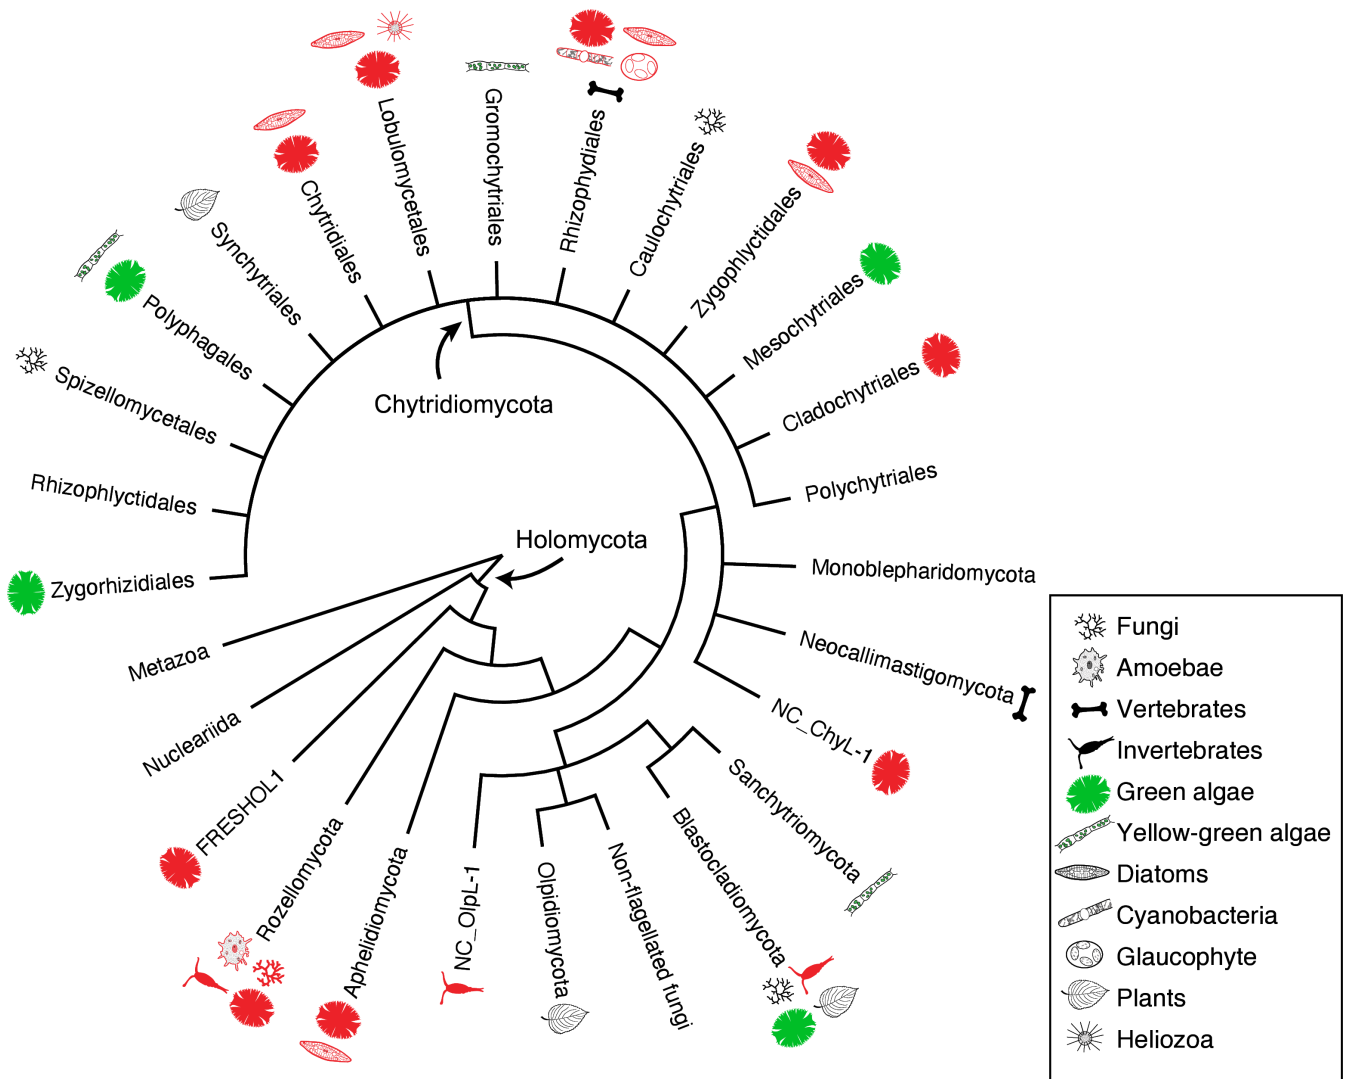 Lobulomycetales
Gromochytriales
Rhizophydiales
Caulochytriales
Zygophlyctidales
Mesochytriales
Cladochytriales
Polychytriales
Chytridiales
Synchytriales
Polyphagales
Spizellomycetales
Rhizophlyctidales
Zygorhizidiales
Chytridiomycota
Holomycota
Monoblepharidomycota
Neocallimastigomycota
NC_ChyL-1
Sanchytriomycota
Blastocladiomycota
Non-flagellated fungi
Olpidiomycota
NC_OlpL-1
Aphelidiomycota
Rozellomycota
FRESHOL1
Nucleariida
Metazoa
Fungi
Amoebae
Vertebrates
Invertebrates
Green algae
Yellow-green algae
Diatoms
Cyanobacteria
Glaucophyte
Plants
Heliozoa